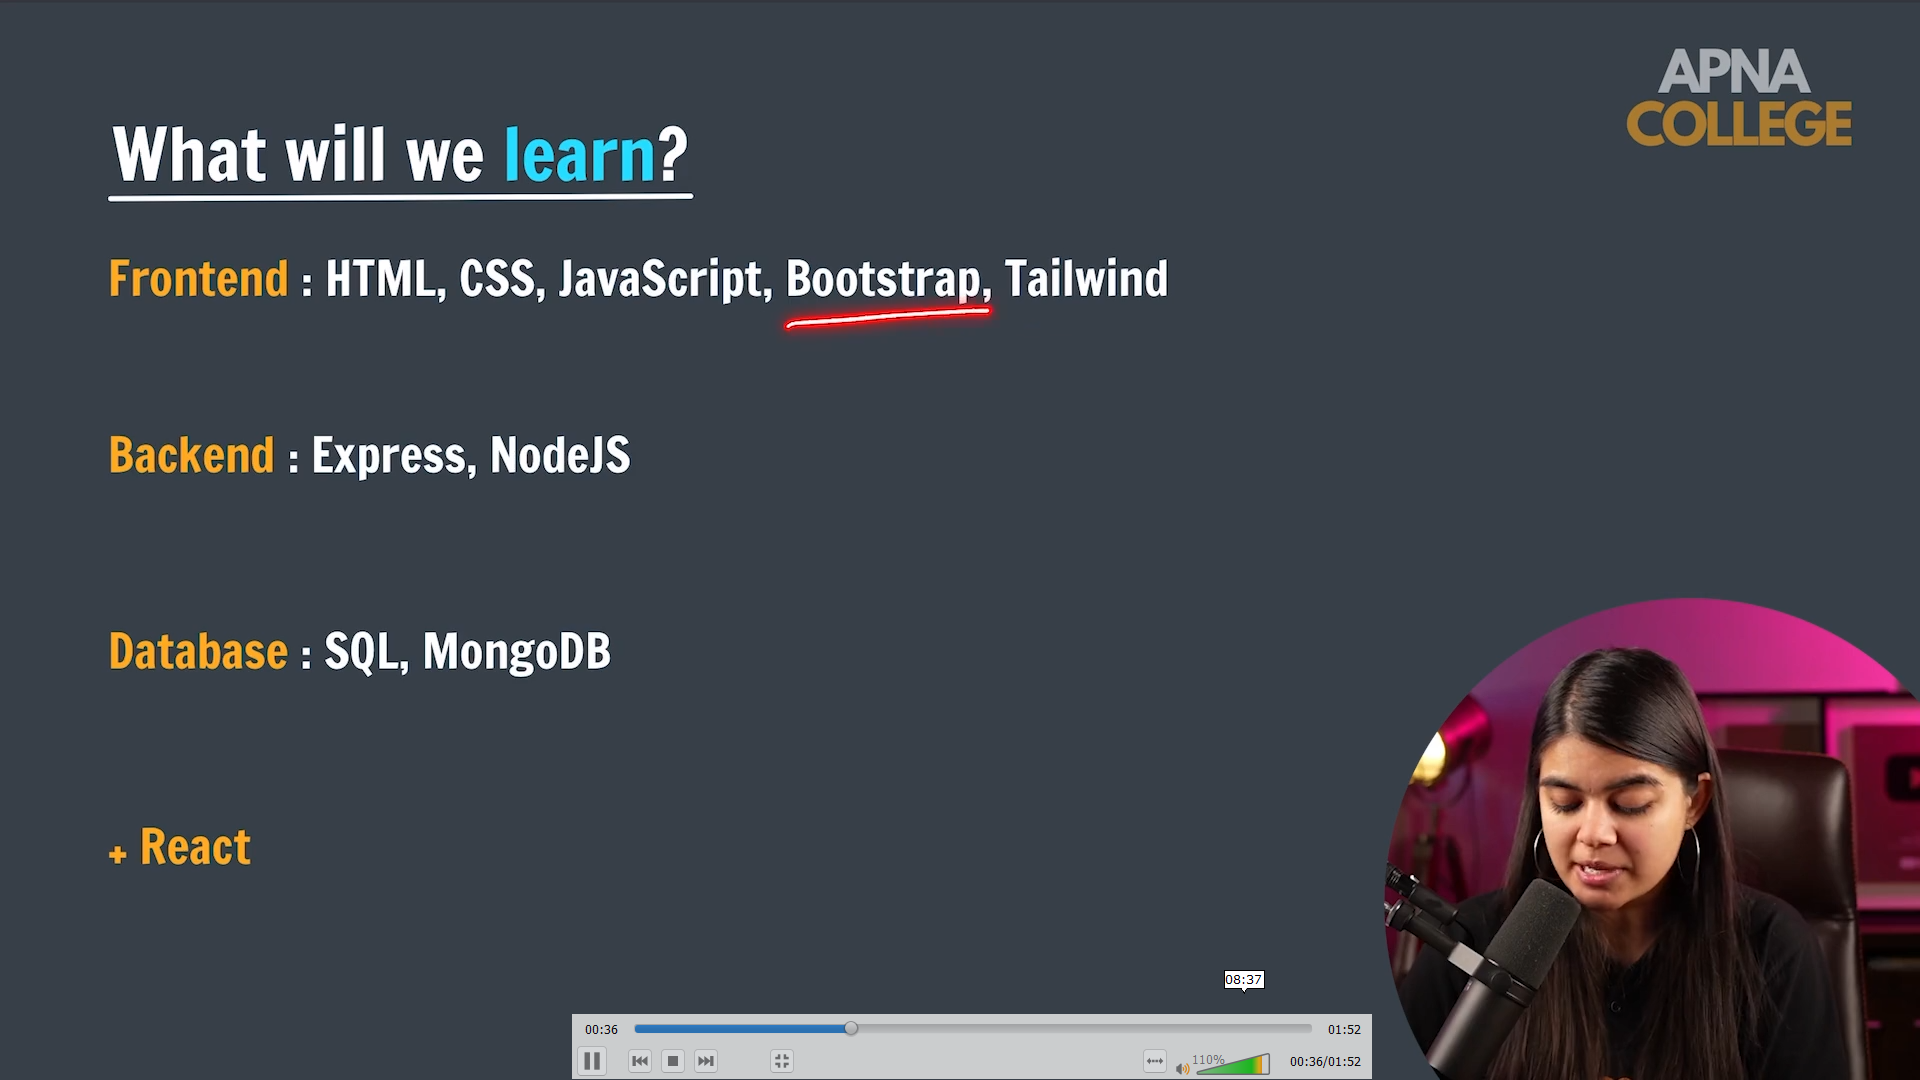 APNA
COLLEGE
What will we learn?
Frontend : HTML, CSS, JavaScript, Bootstrap, Tailwind
Backend : Express, NodeJS
Database : SQL, MongoDB
+ React
08:37
00:36
01:52
110%
00:36/01:52